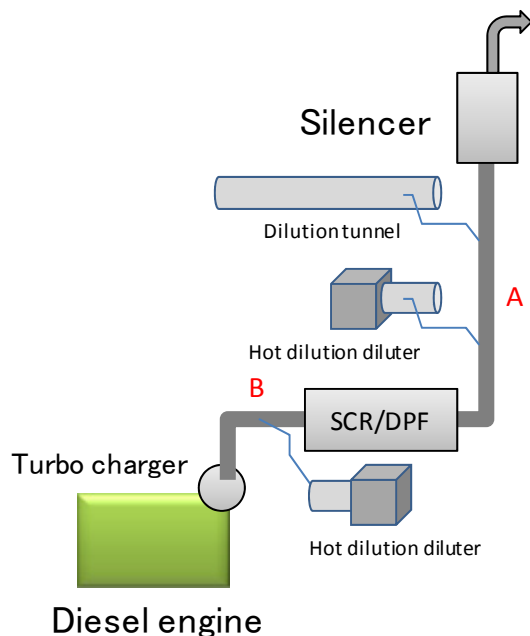 Silencer
Dilution tunnel
A
Hot dilution diluter
B
SCR/DPF
Turbo charger
Hot dilution diluter
Diesel engine